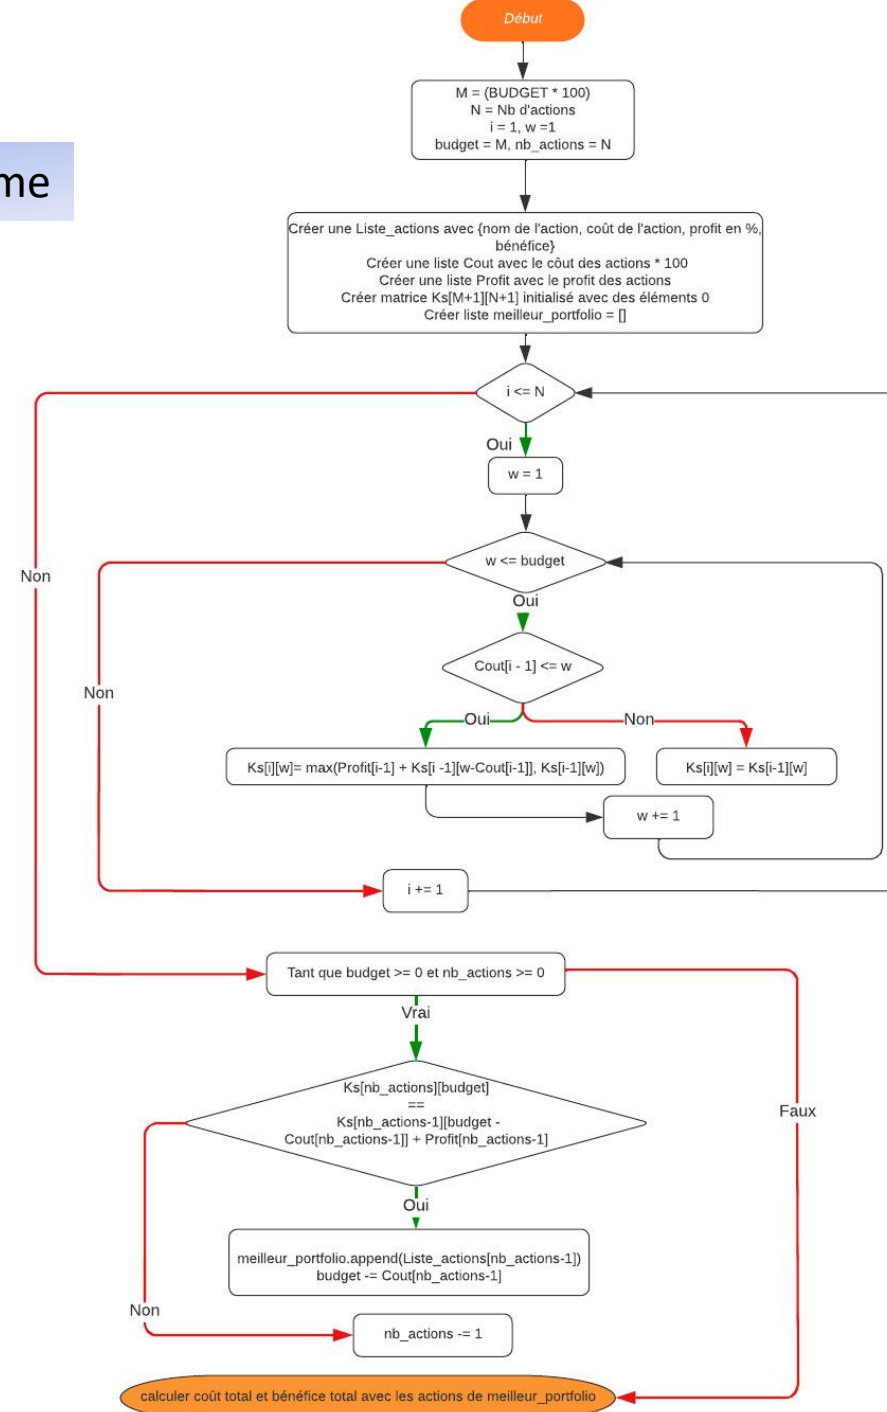 Début
me
M = (BUDGET * 100)
N = Nb d'actions
i = 1, w =1
budget = M, nb_actions = N
Créer une Liste_actions avec {nom de l'action, coût de l'action, profit en %,
bénéfice}
Créer une liste Cout avec le côut des actions * 100
Créer une liste Profit avec le profit des actions
Créer matrice Ks[M+1][N+1] initialisé avec des éléments 0
Créer liste meilleur_portfolio = []
i <= N
Oui
w = 1
w <= budget
Non
Oui
Cout[i - 1] <= w
Non
Oui
Non
Ks[i][w]= max(Profit[i-1] + Ks[i -1][w-Cout[i-1]], Ks[i-1][w])
Ks[i][w] = Ks[i-1][w]
w += 1
i += 1
Tant que budget >= 0 et nb_actions >= 0
Vrai
Ks[nb_actions][budget]
==
Ks[nb_actions-1][budget -
Cout[nb_actions-1]] + Profit[nb_actions-1]
Faux
Oui
meilleur_portfolio.append(Liste_actions[nb_actions-1])
budget -= Cout[nb_actions-1]
Non
nb_actions -= 1
calculer coût total et bénéfice total avec les actions de meilleur_portfolio